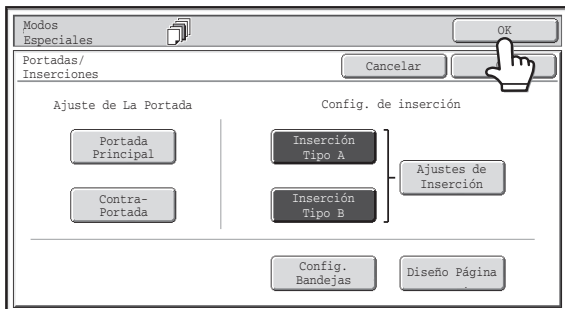 Modos
Especiales
OK
Portadas/
Inserciones
Cancelar
Ajuste de La Portada
Config. de inserción
Portada
Principal
Inserción
Tipo A
Ajustes de
Inserción
Contra-
Portada
Inserción
Tipo B
Config.
Bandejas
Diseño Página